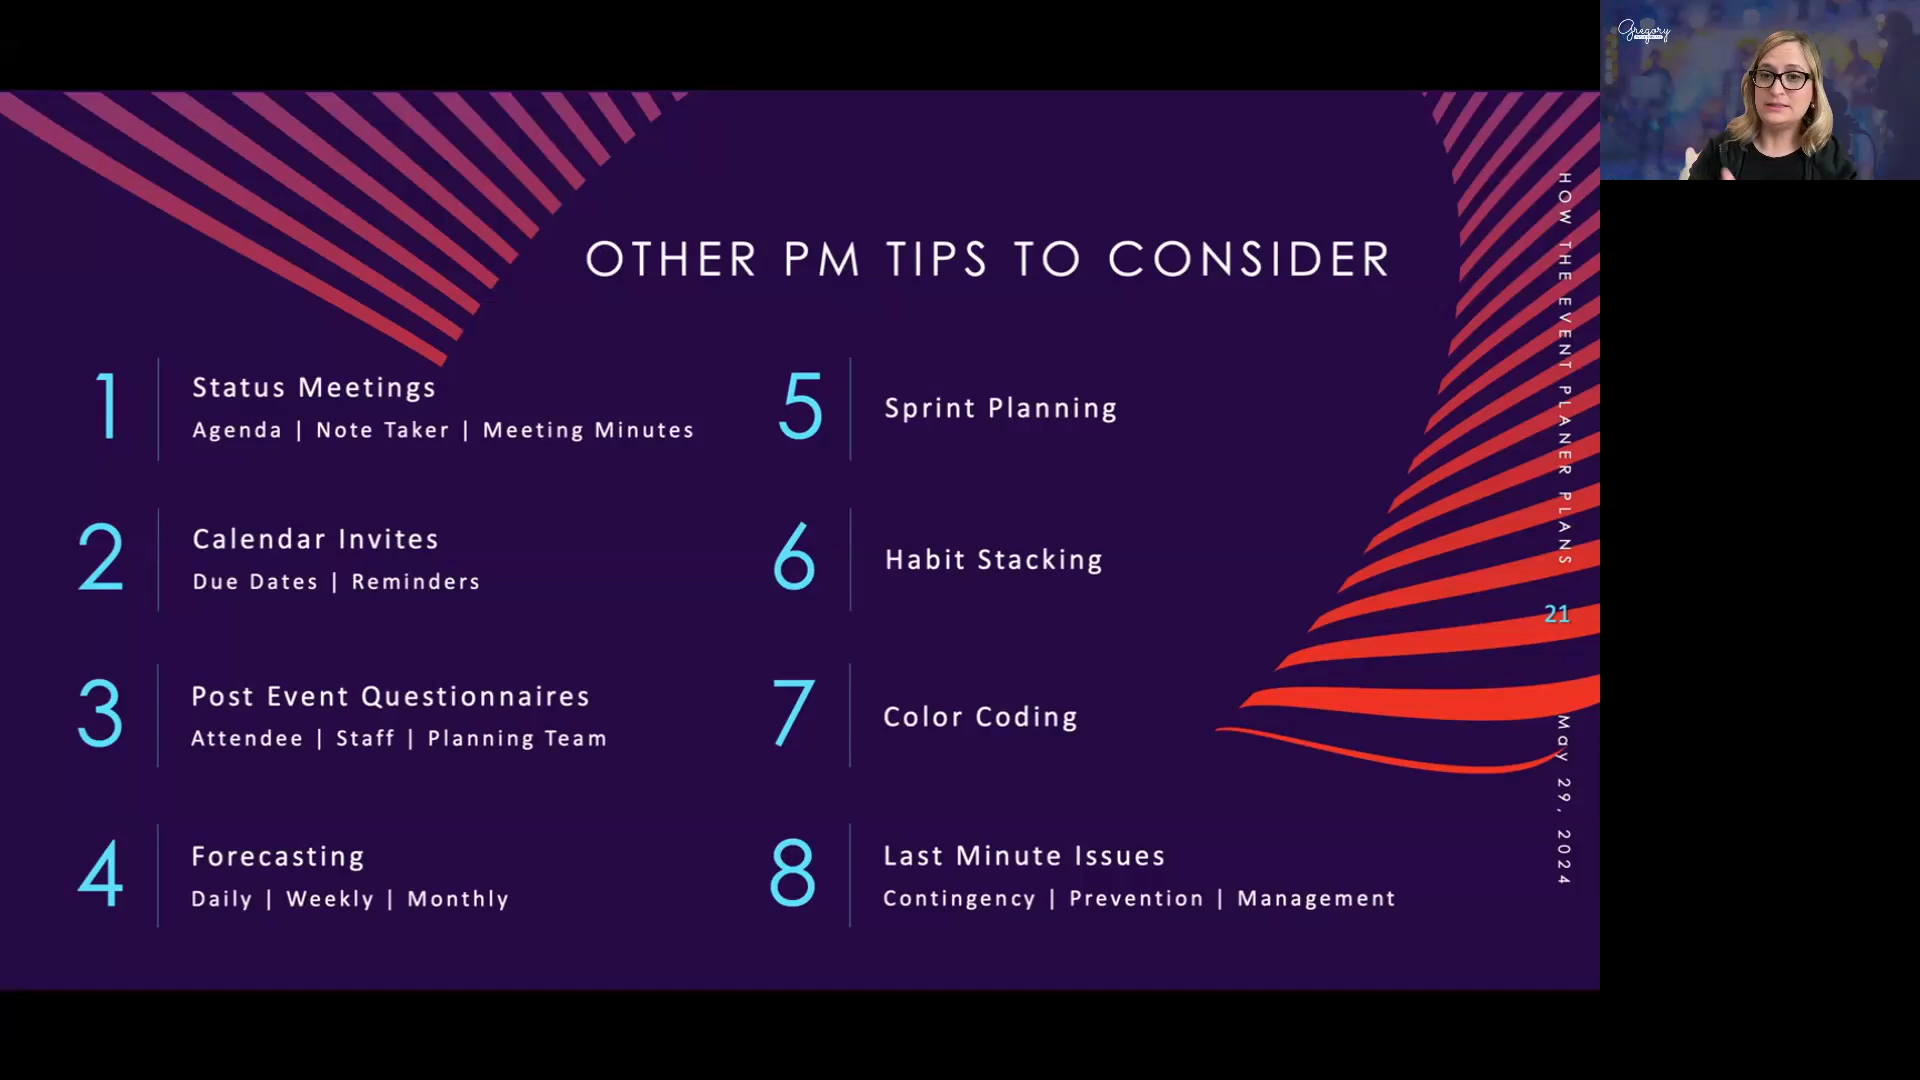 Gregory
OTHER PM TIPS TO CONSIDER
1
Status Meetings
Agenda | Note Taker | Meeting Minutes
2
Calendar Invites
Due Dates | Reminders
3
Post Event Questionnaires
Attendee | Staff | Planning Team
4
Forecasting
Daily | Weekly | Monthly
5
Sprint Planning
6
Habit Stacking
7
Color Coding
8
Last Minute Issues
Contingency | Prevention | Management
HOW THE EVENT PLANER PLANS
21
May 29, 2024